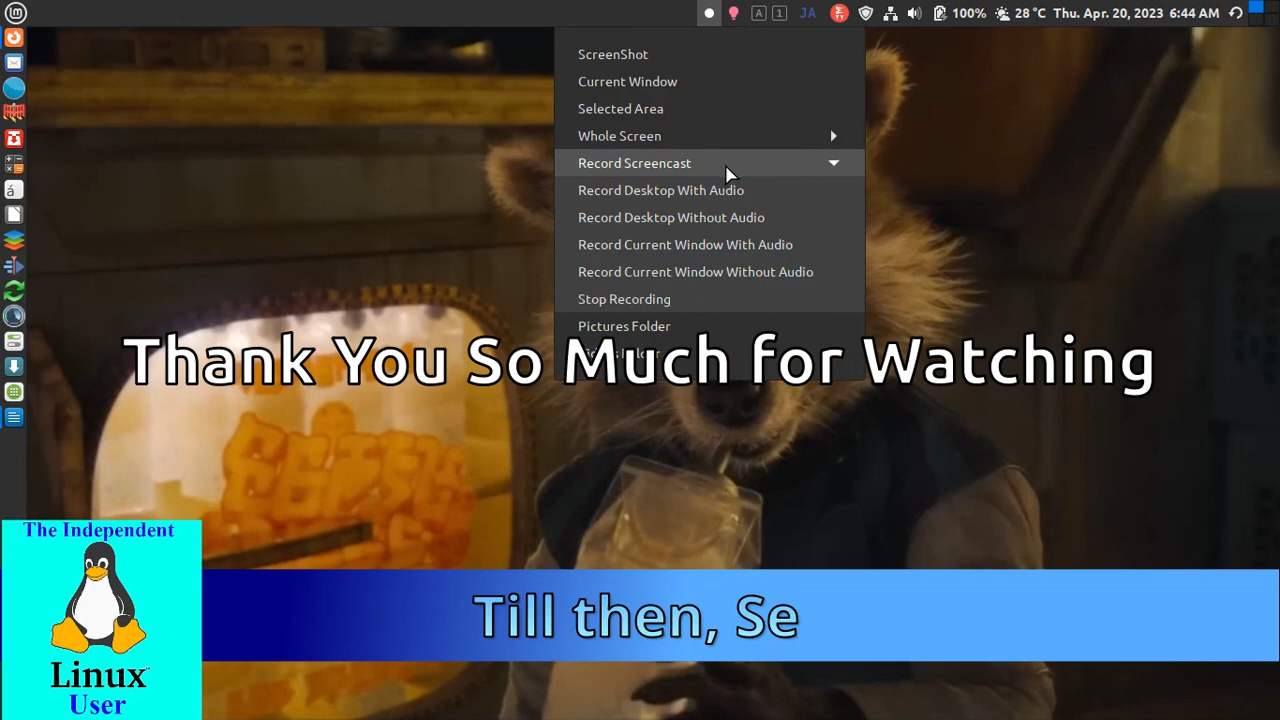 A 1 JA 100% 28 °C Thu. Apr. 20, 2023 6:44 AM
ScreenShot
Current Window
Selected Area
Whole Screen
Record Screencast
Record Desktop With Audio
Record Desktop Without Audio
Record Current Window With Audio
Record Current Window Without Audio
Stop Recording
Pictures Folder
Thank You So Much for Watching
The Independent
Linux
User
Till then, Se